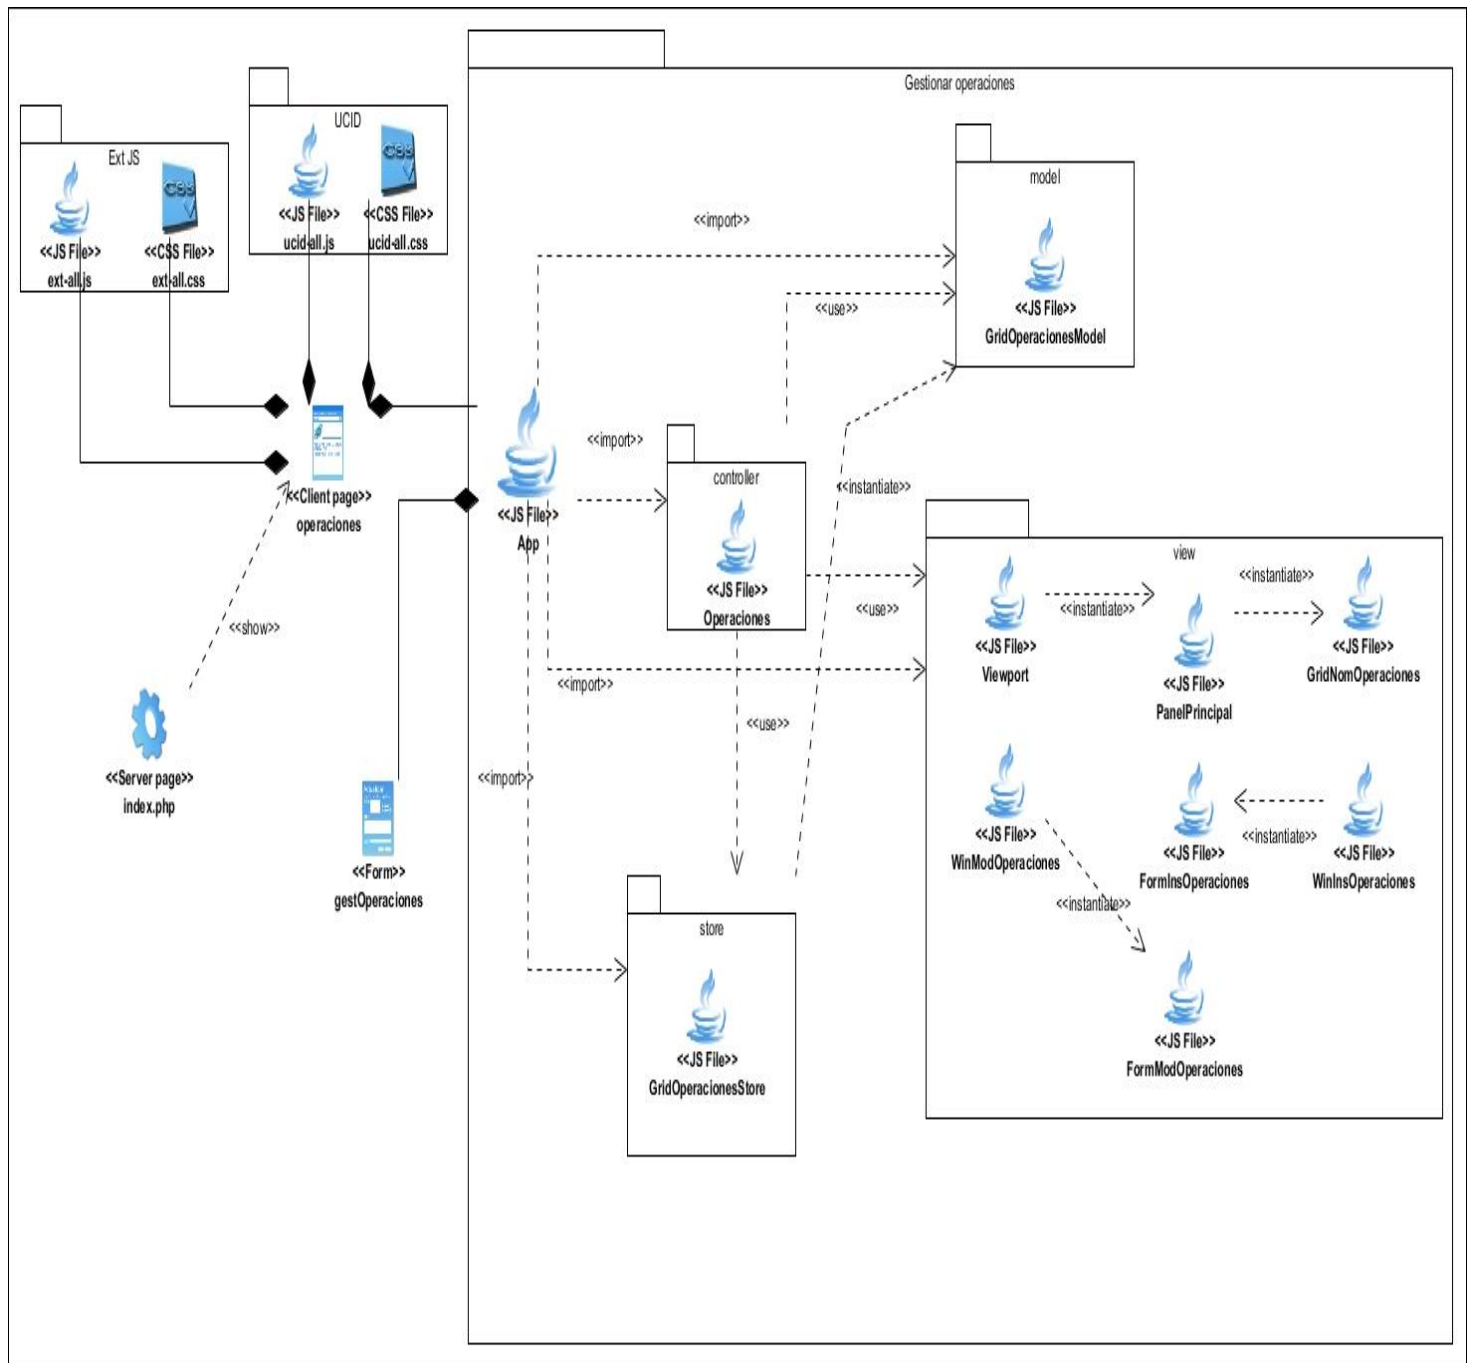 Gestionar operaciones
UCID
<<JS File>>
ucid-all.js
<<CSS File>>
ucid-all.css
Ext JS
<<JS File>>
ext-all.js
<<CSS File>>
ext-all.css
model
<<JS File>>
GridOperacionesModel
<<import>>
<<use>>
<<import>>
<<instantiate>>
<<Client page>>
operaciones
<<JS File>>
App
controller
<<JS File>>
Operaciones
<<use>>
<<show>>
<<import>>
<<use>>
<<import>>
<<Server page>>
index.php
<<Form>>
gestOperaciones
view
<<JS File>>
Viewport
<<instantiate>>
<<JS File>>
PanelPrincipal
<<instantiate>>
<<JS File>>
GridNomOperaciones
<<JS File>>
WinModOperaciones
<<JS File>>
FormInsOperaciones
<<instantiate>>
<<JS File>>
WinInsOperaciones
<<instantiate>>
<<JS File>>
FormModOperaciones
store
<<JS File>>
GridOperacionesStore